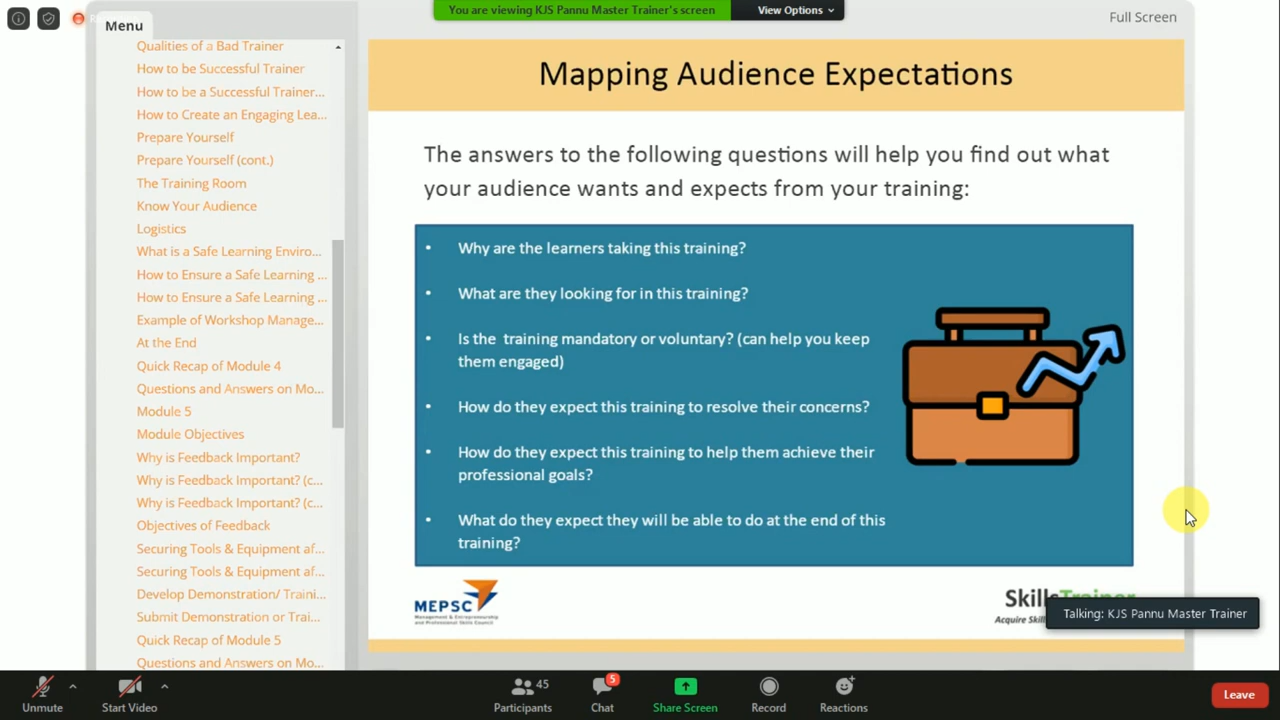 You are viewing KJS Pannu Master Trainer's screen
View Options
Menu
Full Screen
Qualities of a Bad Trainer
How to be Successful Trainer
How to be a Successful Trainer...
How to Create an Engaging Lea...
Prepare Yourself
Prepare Yourself (cont.)
The Training Room
Know Your Audience
Logistics
What is a Safe Learning Enviro...
How to Ensure a Safe Learning ...
How to Ensure a Safe Learning ...
Example of Workshop Manage...
At the End
Quick Recap of Module 4
Questions and Answers on Mo...
Module 5
Module Objectives
Why is Feedback Important?
Why is Feedback Important? (c...
Why is Feedback Important? (c...
Objectives of Feedback
Securing Tools & Equipment af...
Securing Tools & Equipment af...
Develop Demonstration/ Traini...
Submit Demonstration or Trai...
Quick Recap of Module 5
Questions and Answers on Mo...
Mapping Audience Expectations
The answers to the following questions will help you find out what
your audience wants and expects from your training:
• Why are the learners taking this training?
• What are they looking for in this training?
• Is the training mandatory or voluntary? (can help you keep
them engaged)
• How do they expect this training to resolve their concerns?
• How do they expect this training to help them achieve their
professional goals?
• What do they expect they will be able to do at the end of this
training?
MEPSC
Management & Entrepreneurship
and Professional Skills Council
Skills
Acquire
Talking: KJS Pannu Master Trainer
Unmute
Start Video
Participants
45
Chat
5
Share Screen
Record
Reactions
Leave